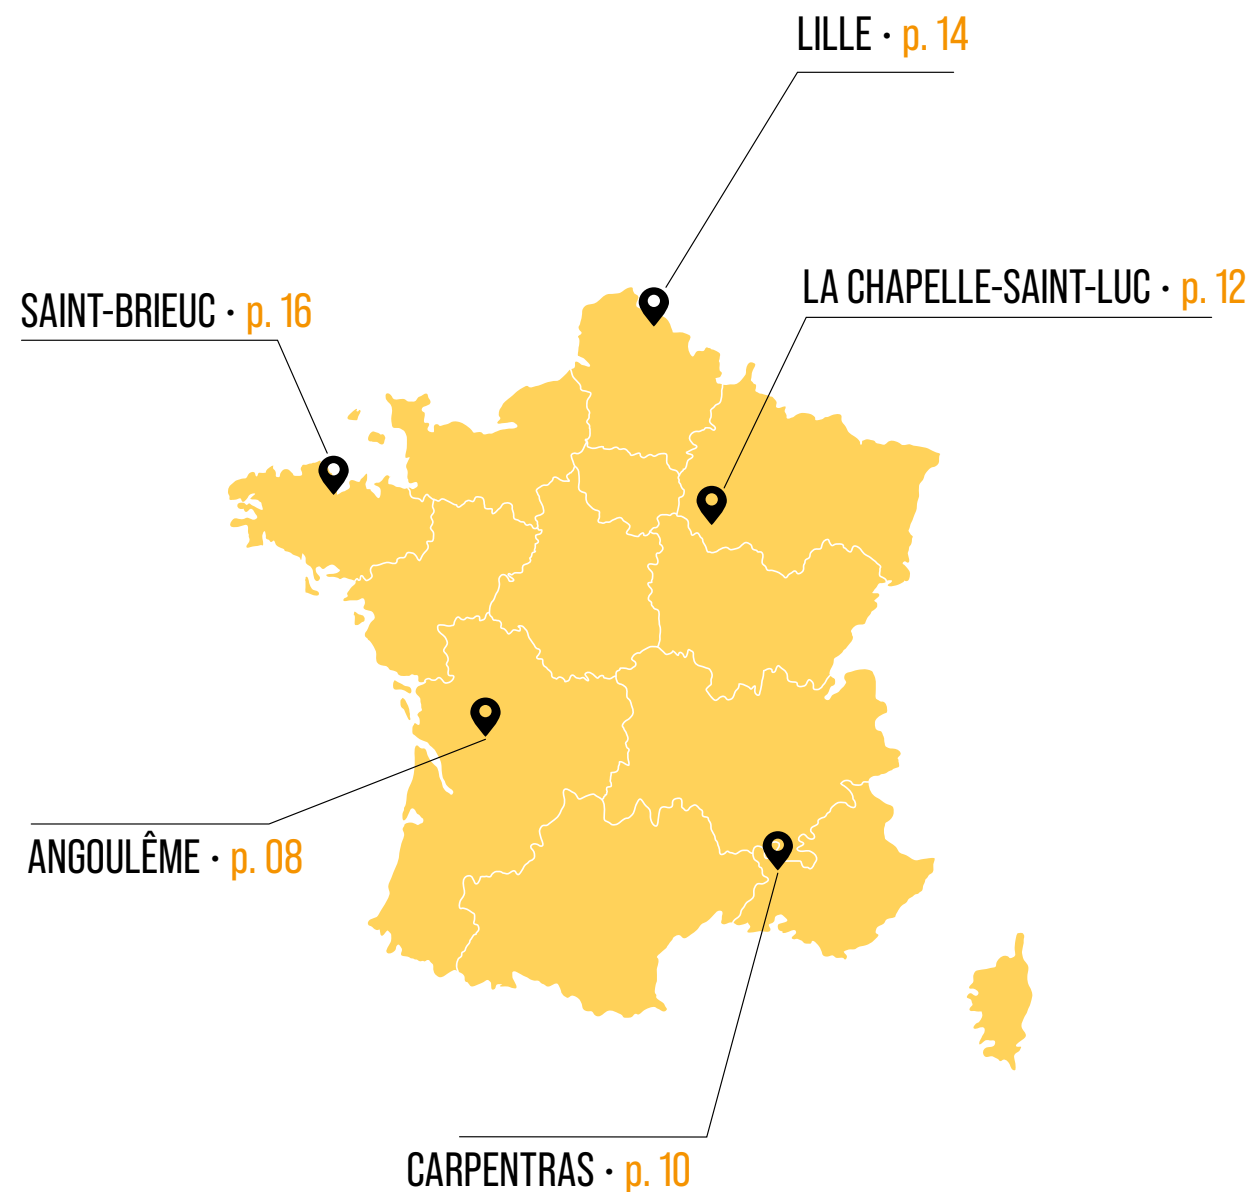 LILLE • p. 14
LA CHAPELLE-SAINT-LUC • p. 12
SAINT-BRIEUC • p. 16
ANGOULÊME • p. 08
CARPENTRAS • p. 10